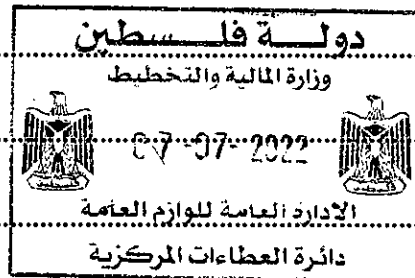 دولة فلسطين
وزارة المالية والتخطيط
07-07-2022
الادارة العامة للوازم العامة
دائرة العطاءات المركزية